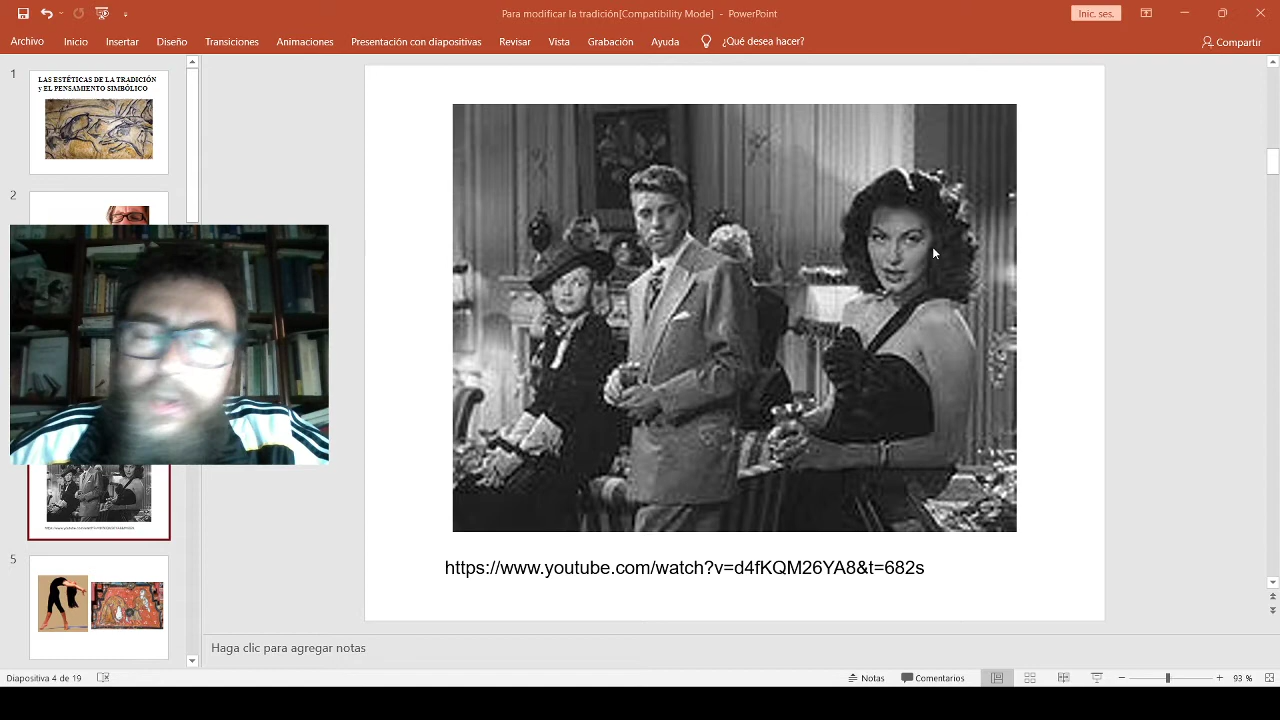 Para modificar la tradición[Compatibility Mode] - PowerPoint
Inic. ses.
Archivo Inicio Insertar Diseño Transiciones Animaciones Presentación con diapositivas Revisar Vista Grabación Ayuda ¿Qué desea hacer? Compartir
1
LAS ESTÉTICAS DE LA TRADICIÓN
y EL PENSAMIENTO SIMBÓLICO
2
5
https://www.youtube.com/watch?v=d4fKQM26YA8&t=682s
Haga clic para agregar notas
Diapositiva 4 de 19 Notas Comentarios 93 %